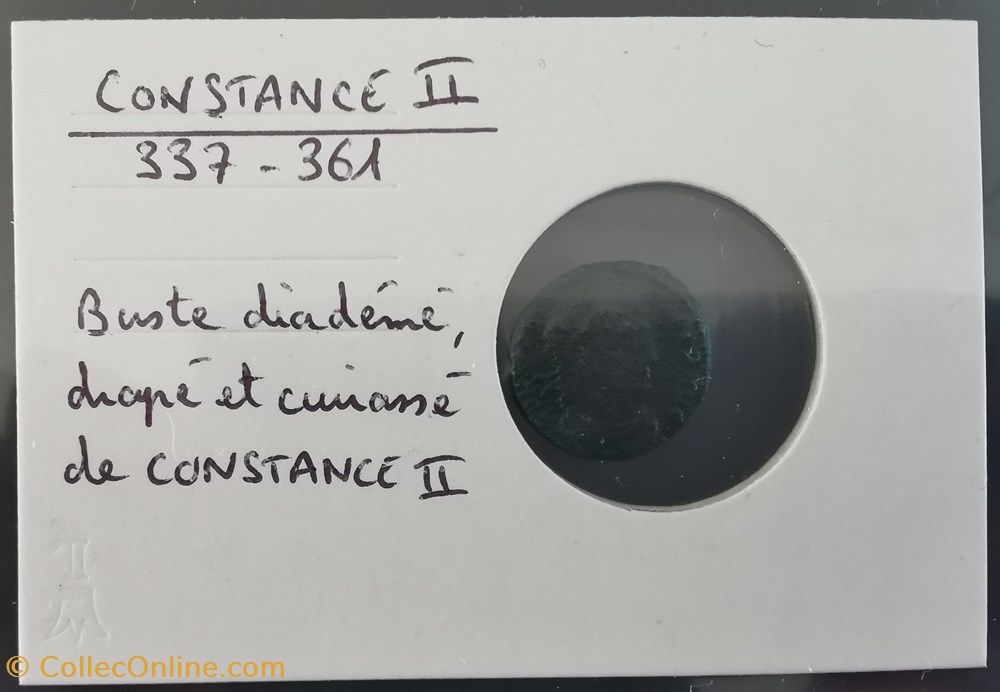 CONSTANCE II
337 - 361
Buste diadémé,
drapé et cuirassé
de CONSTANCE II
© CollecOnline.com